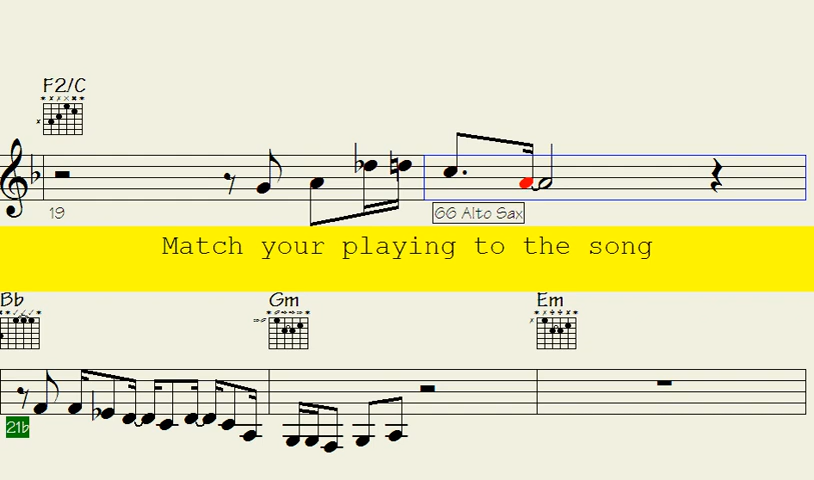 F2/C
19
66 Alto Sax
Match your playing to the song
Bb
Gm
Em
21b